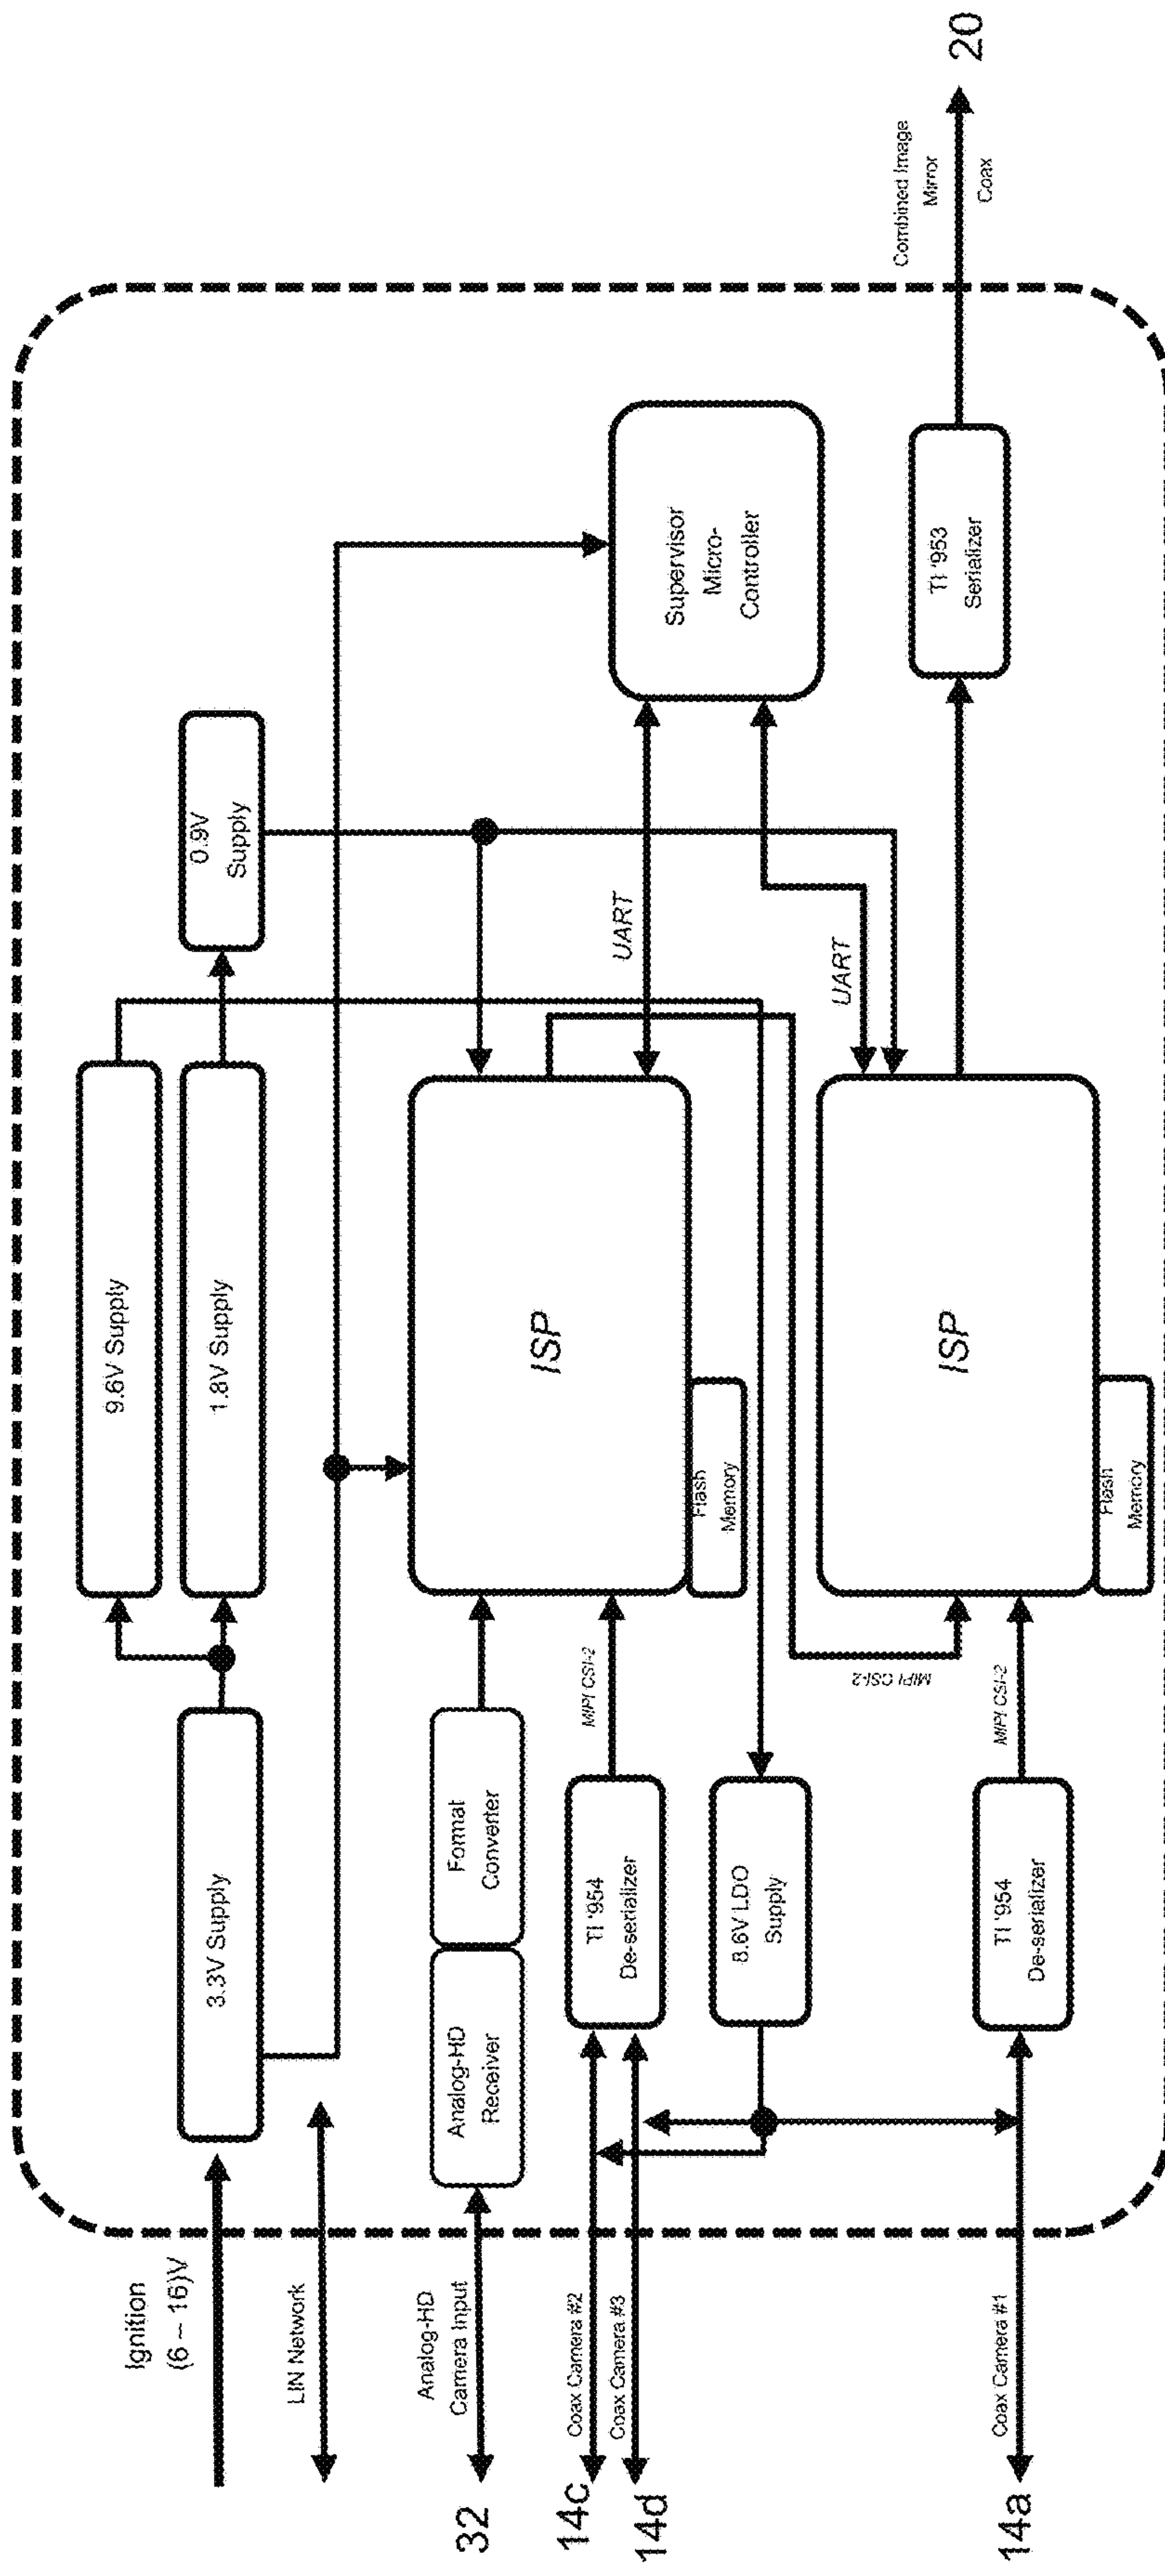 Ignition
(6 – 16)V
LIN Network
Analog-HD
Camera Input
32
Coax Camera #2
14c
Coax Camera #3
14d
Coax Camera #1
14a
3.3V Supply
9.6V Supply
1.8V Supply
0.9V
Supply
Analog-HD
Receiver
Format
Converter
TI '954
De-serializer
MIPI CSI-2
8.6V LDO
Supply
TI '954
De-serializer
MIPI CSI-2
MIPI CSI-2
ISP
Flash
Memory
ISP
Flash
Memory
UART
UART
Supervisor
Micro-
Controller
TI '953
Serializer
Combined Image
Mirror
Coax
20